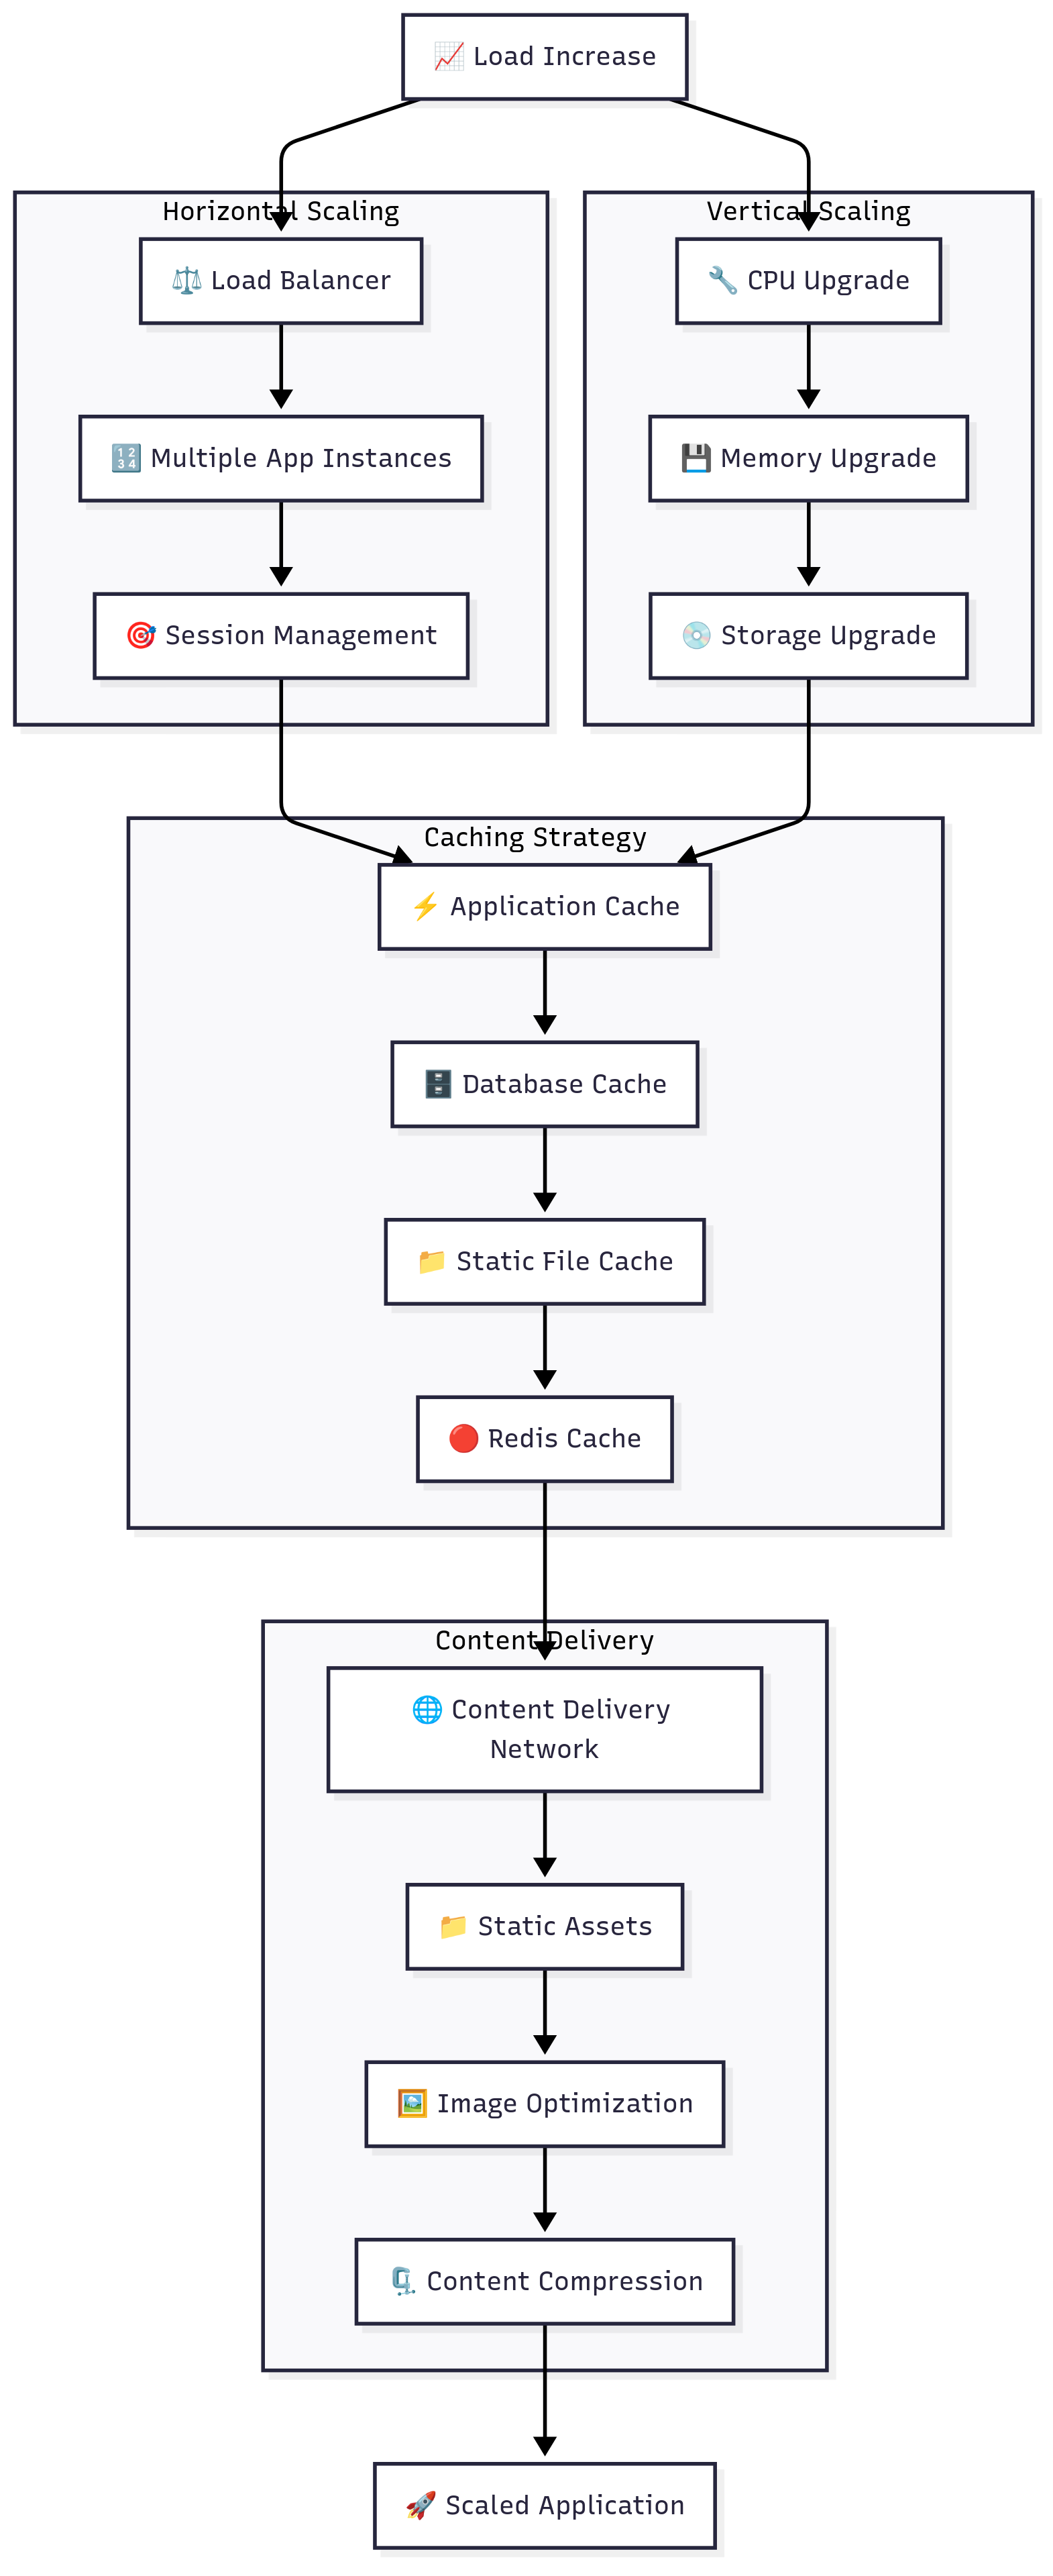 📈 Load Increase
Horizontal Scaling
⚖️ Load Balancer
🔢 Multiple App Instances
🎯 Session Management
Vertical Scaling
🔧 CPU Upgrade
💾 Memory Upgrade
💿 Storage Upgrade
Caching Strategy
⚡ Application Cache
🗄️ Database Cache
📁 Static File Cache
🔴 Redis Cache
Content Delivery
🌐 Content Delivery
Network
📁 Static Assets
🖼️ Image Optimization
🗜️ Content Compression
🚀 Scaled Application